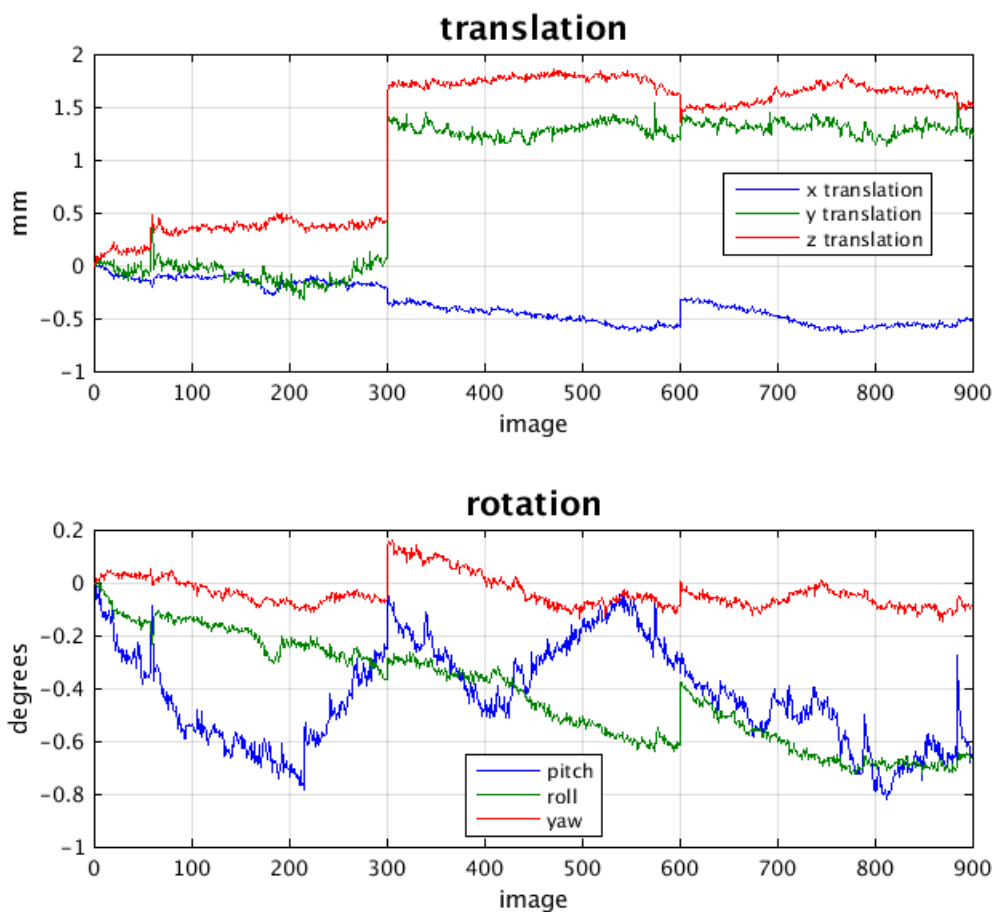 translation
2
1.5
1
0.5
0
−0.5
−1
mm
x translation
y translation
z translation
0 100 200 300 400 500 600 700 800 900
image
rotation
0.2
0
−0.2
−0.4
−0.6
−0.8
−1
degrees
pitch
roll
yaw
0 100 200 300 400 500 600 700 800 900
image